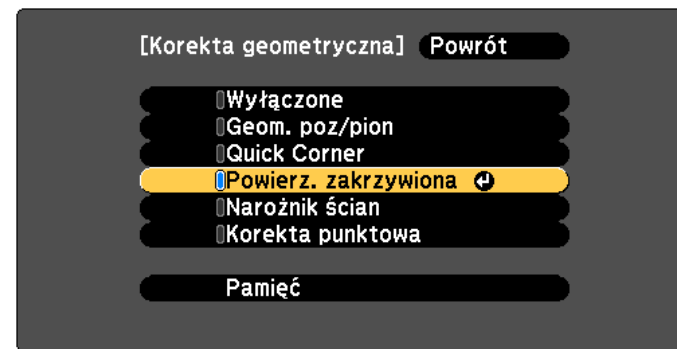 [Korekta geometryczna] Powrót
Wyłączone
Geom. poz/pion
Quick Corner
Powierz. zakrzywiona
Narożnik ścian
Korekta punktowa
Pamięć